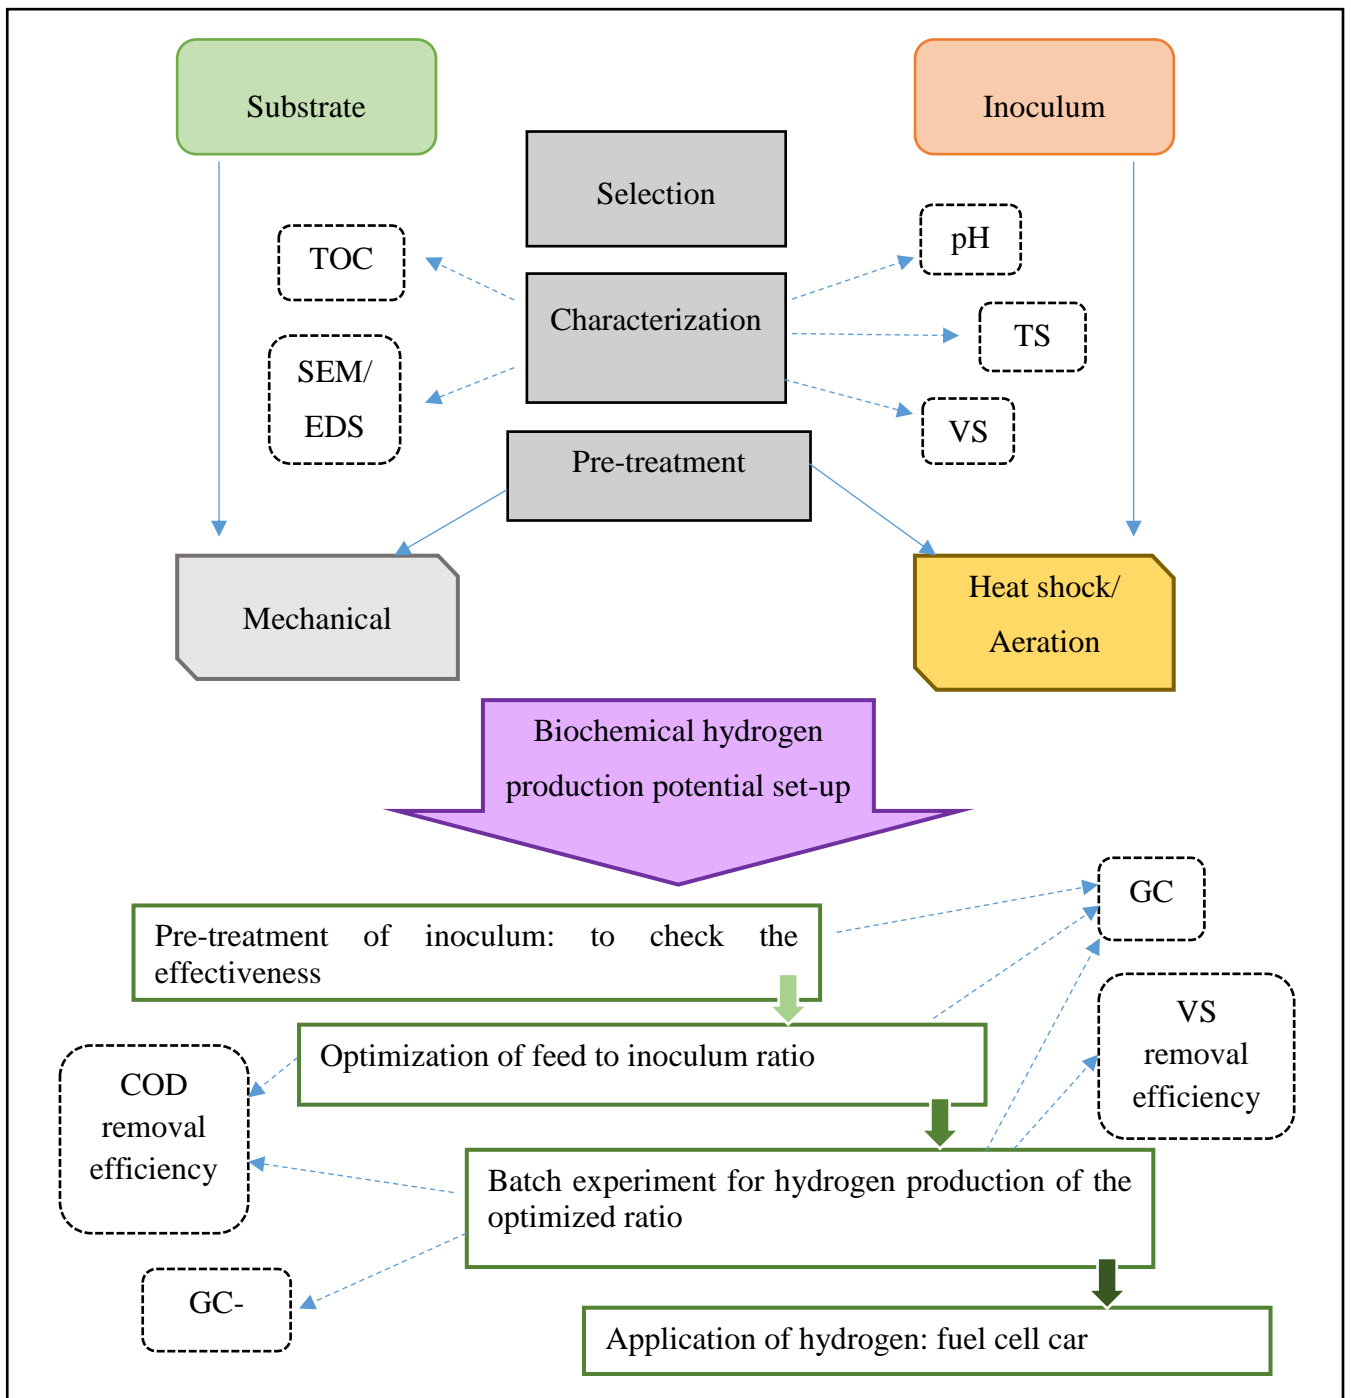 Substrate
Inoculum
Selection
TOC
pH
Characterization
TS
SEM/
EDS
VS
Pre-treatment
Mechanical
Heat shock/
Aeration
Biochemical hydrogen
production potential set-up
GC
Pre-treatment of inoculum: to check the
effectiveness
VS
removal
efficiency
Optimization of feed to inoculum ratio
COD
removal
efficiency
Batch experiment for hydrogen production of the
optimized ratio
GC-
Application of hydrogen: fuel cell car